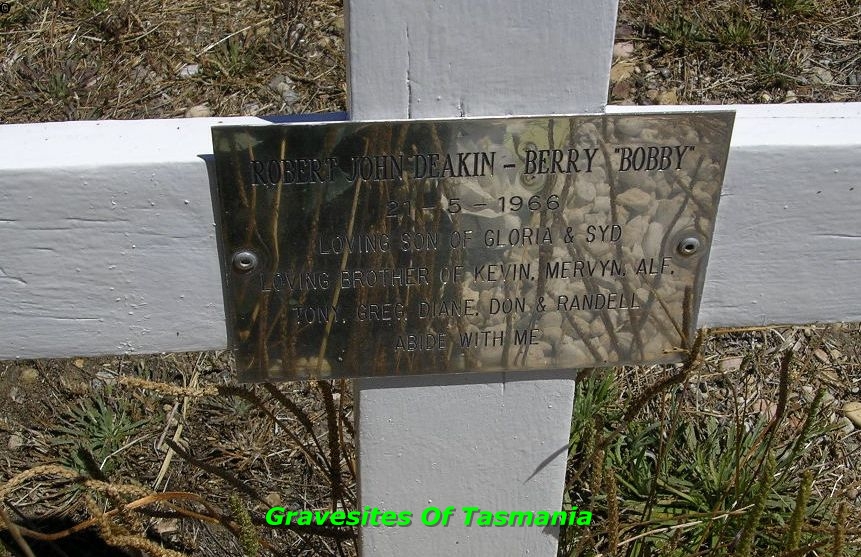 ROBERT JOHN DEAKIN - BERRY "BOBBY"
21 - 5 - 1966
LOVING SON OF GLORIA & SYD
LOVING BROTHER OF KEVIN, MERVYN, ALF,
TONY, GREG, DIANE, DON & RANDELL
ABIDE WITH ME
Gravesites Of Tasmania